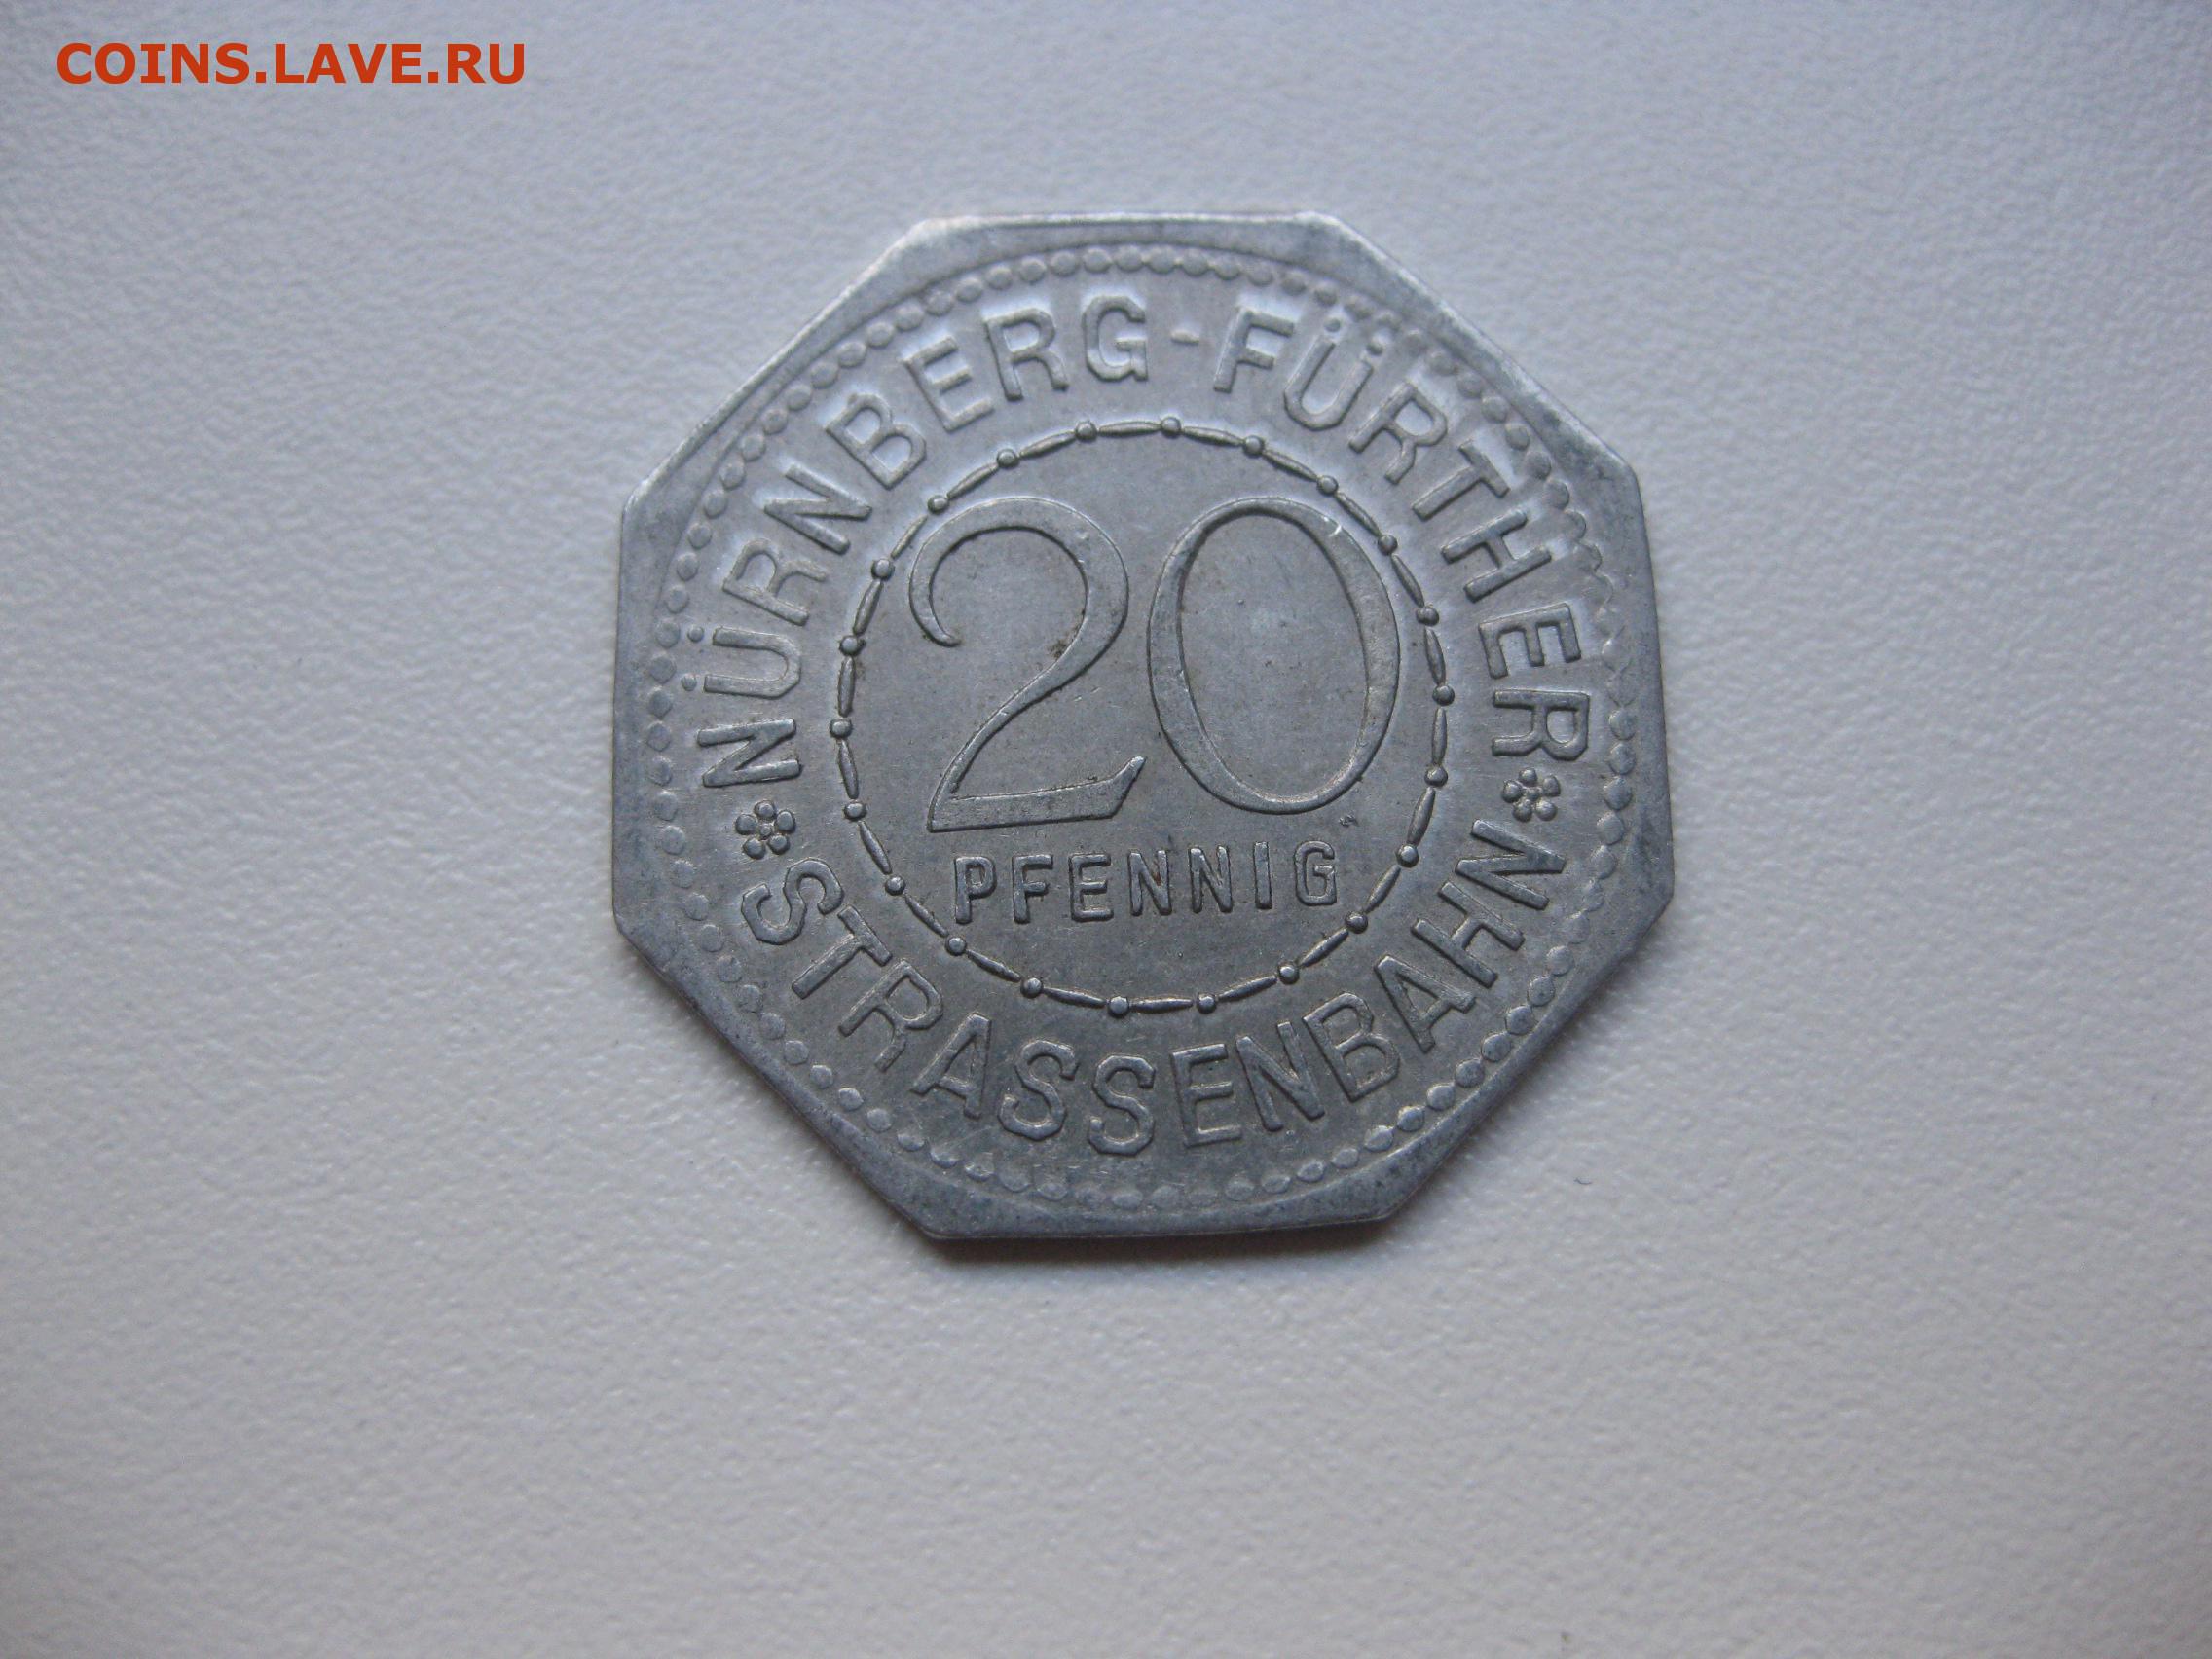 COINS.LAVE.RU
NÜRNBERG-FÜRTHER
20
PFENNIG
STRASSENBAHN